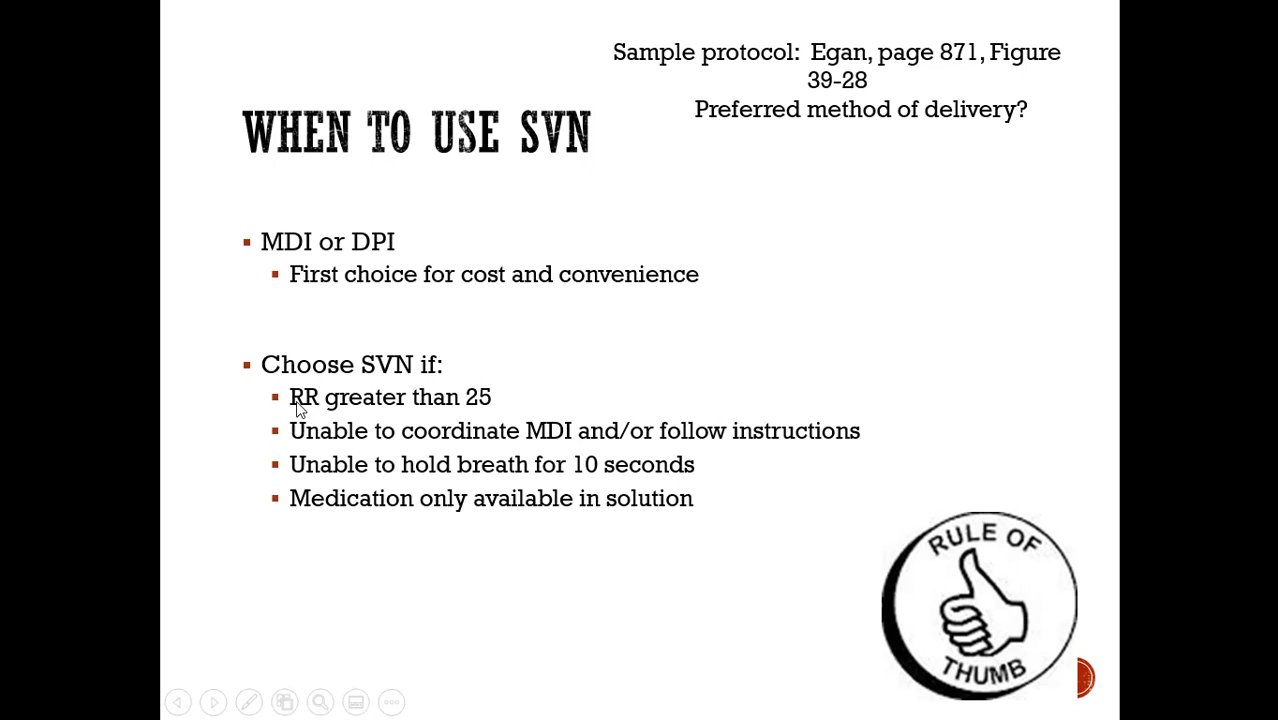 Sample protocol: Egan, page 871, Figure
39-28
Preferred method of delivery?
WHEN TO USE SVN
MDI or DPI
First choice for cost and convenience
Choose SVN if:
RR greater than 25
Unable to coordinate MDI and/or follow instructions
Unable to hold breath for 10 seconds
Medication only available in solution
RULE OF
THUMB